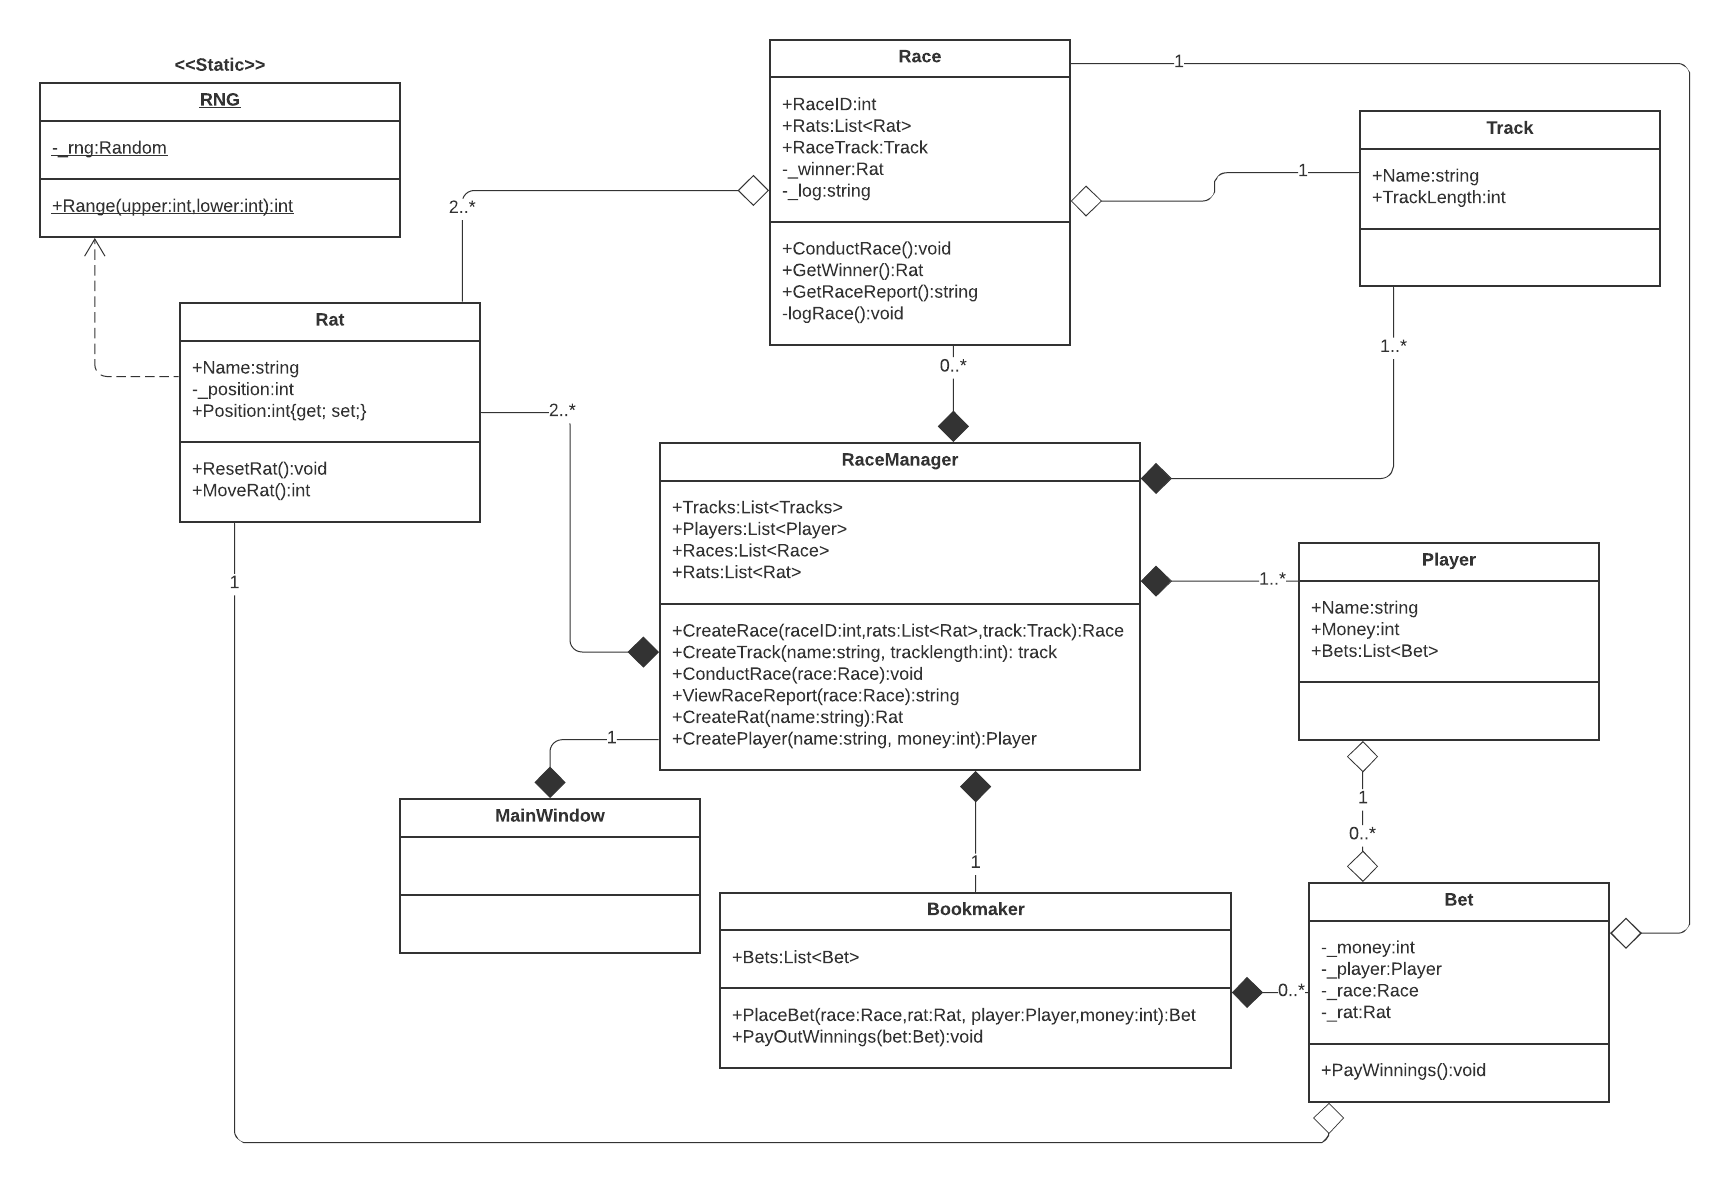 <<Static>>
RNG
-_rng:Random
+Range(upper:int,lower:int):int
Race
+RaceID:int
+Rats:List<Rat>
+RaceTrack:Track
-_winner:Rat
-_log:string
+ConductRace():void
+GetWinner():Rat
+GetRaceReport():string
-logRace():void
1
Track
+Name:string
+TrackLength:int
1
2..*
Rat
+Name:string
-_position:int
+Position:int{get; set;}
+ResetRat():void
+MoveRat():int
2..*
0..*
1..*
RaceManager
+Tracks:List<Tracks>
+Players:List<Player>
+Races:List<Race>
+Rats:List<Rat>
+CreateRace(raceID:int,rats:List<Rat>,track:Track):Race
+CreateTrack(name:string, tracklength:int): track
+ConductRace(race:Race):void
+ViewRaceReport(race:Race):string
+CreateRat(name:string):Rat
+CreatePlayer(name:string, money:int):Player
1..*
Player
+Name:string
+Money:int
+Bets:List<Bet>
1
1
MainWindow
1
0..*
1
Bookmaker
+Bets:List<Bet>
+PlaceBet(race:Race,rat:Rat, player:Player,money:int):Bet
+PayOutWinnings(bet:Bet):void
0..*
Bet
-_money:int
-_player:Player
-_race:Race
-_rat:Rat
+PayWinnings():void